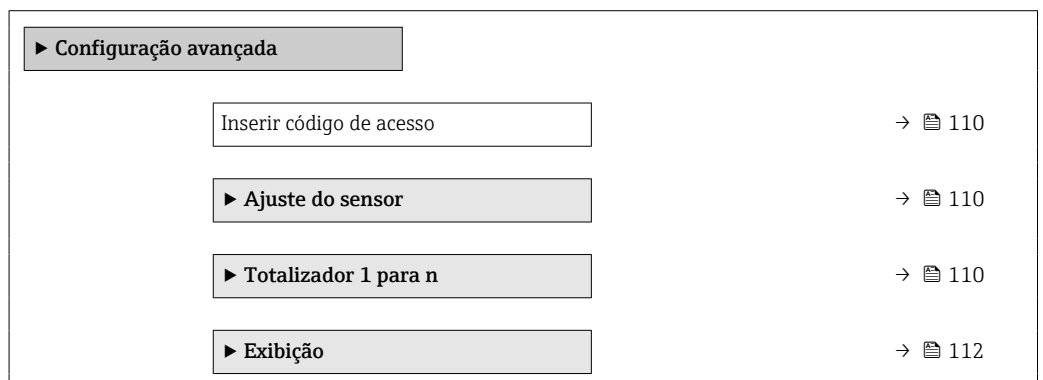 ▶ Configuração avançada
Inserir código de acesso → 110
▶ Ajuste do sensor → 110
▶ Totalizador 1 para n → 110
▶ Exibição → 112